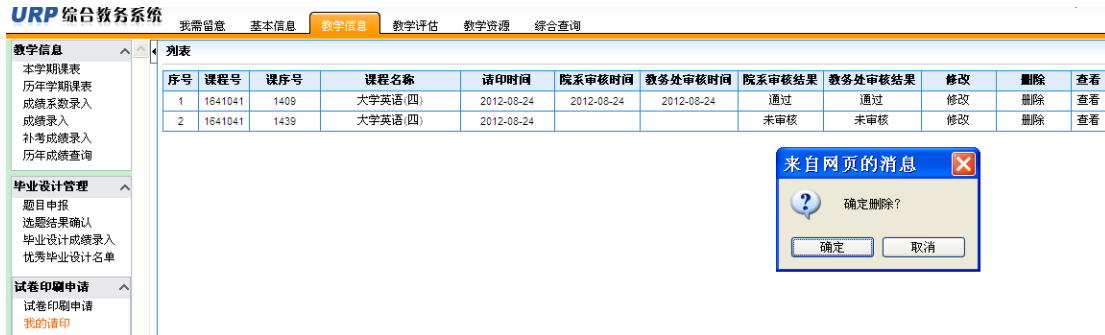 URP 综合教务系统
我需留意 基本信息 教学信息 教学评估 教学资源 综合查询
教学信息
本学期课表
历年学期课表
成绩系数录入
成绩录入
补考成绩录入
历年成绩查询
毕业设计管理
题目申报
选题结果确认
毕业设计成绩录入
优秀毕业设计名单
试卷印刷申请
试卷印刷申请
我的请印
列表
序号 课程号 课序号 课程名称 请印时间 院系审核时间 教务处审核时间 院系审核结果 教务处审核结果 修改 删除 查看
1 1641041 1409 大学英语(四) 2012-08-24 2012-08-24 2012-08-24 通过 通过 修改 删除 查看
2 1641041 1439 大学英语(四) 2012-08-24 未审核 未审核 修改 删除 查看
来自网页的消息
确定删除?
确定 取消